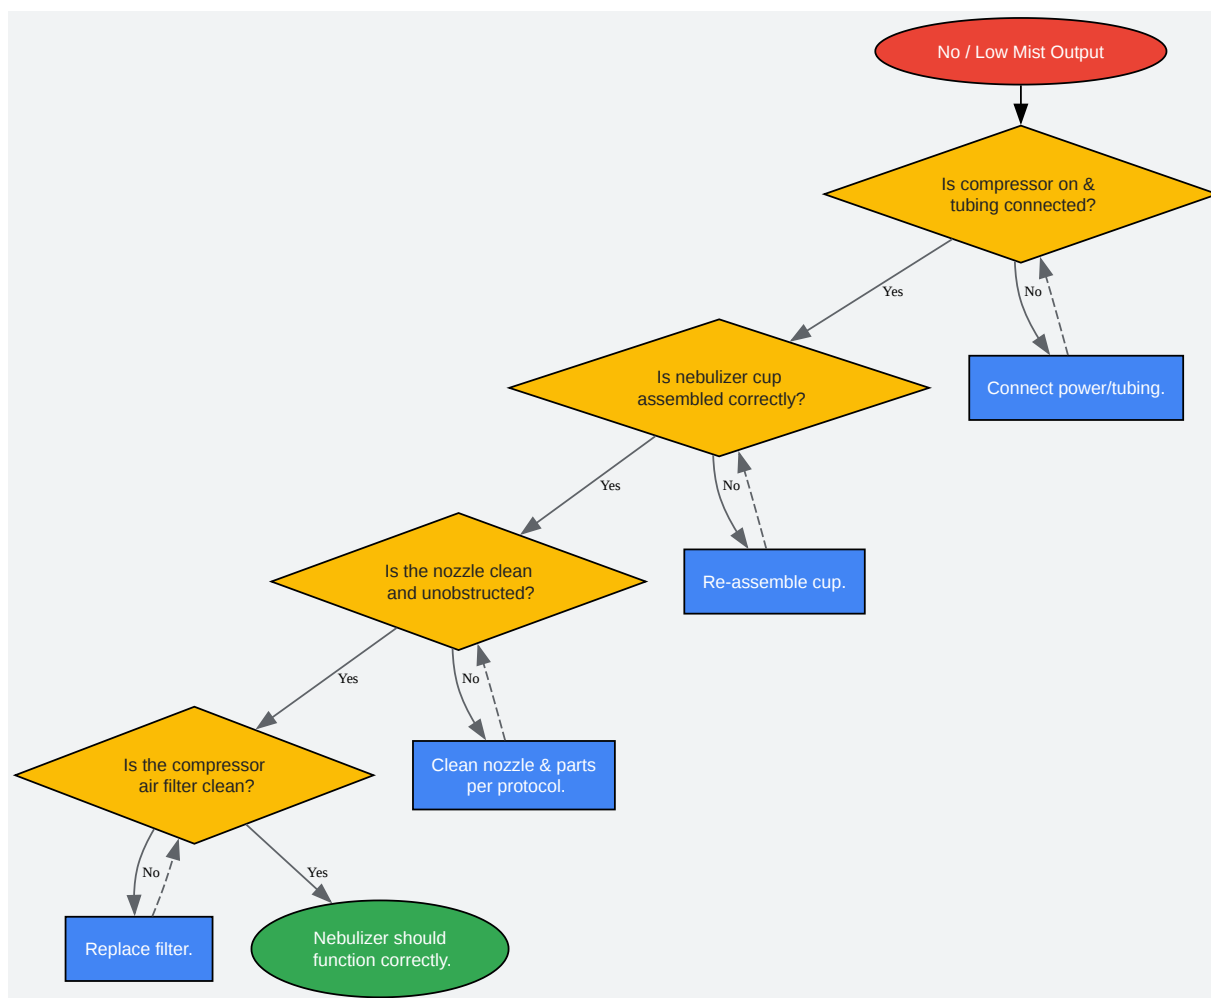 No / Low Mist Output
Is compressor on &
tubing connected?
Yes
No
Is nebulizer cup
assembled correctly?
Connect power/tubing.
Yes
No
Is the nozzle clean
and unobstructed?
Re-assemble cup.
Yes
No
Is the compressor
air filter clean?
Clean nozzle & parts
per protocol.
No
Yes
Replace filter.
Nebulizer should
function correctly.